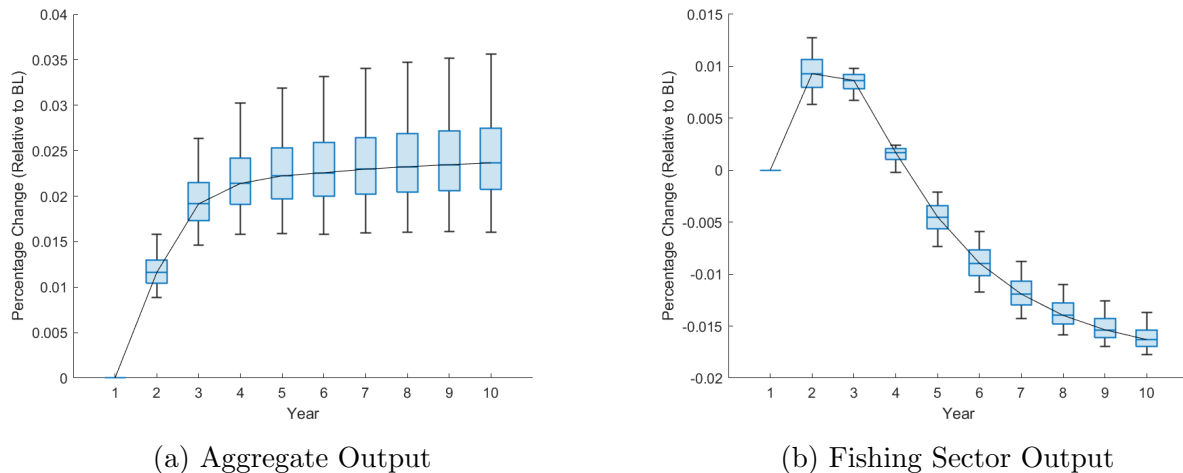 0.04
0.035
0.03
0.025
0.02
0.015
0.01
0.005
0
Percentage Change (Relative to BL)
1 2 3 4 5 6 7 8 9 10
Year
(a) Aggregate Output
0.015
0.01
0.005
0
-0.005
-0.01
-0.015
-0.02
Percentage Change (Relative to BL)
1 2 3 4 5 6 7 8 9 10
Year
(b) Fishing Sector Output